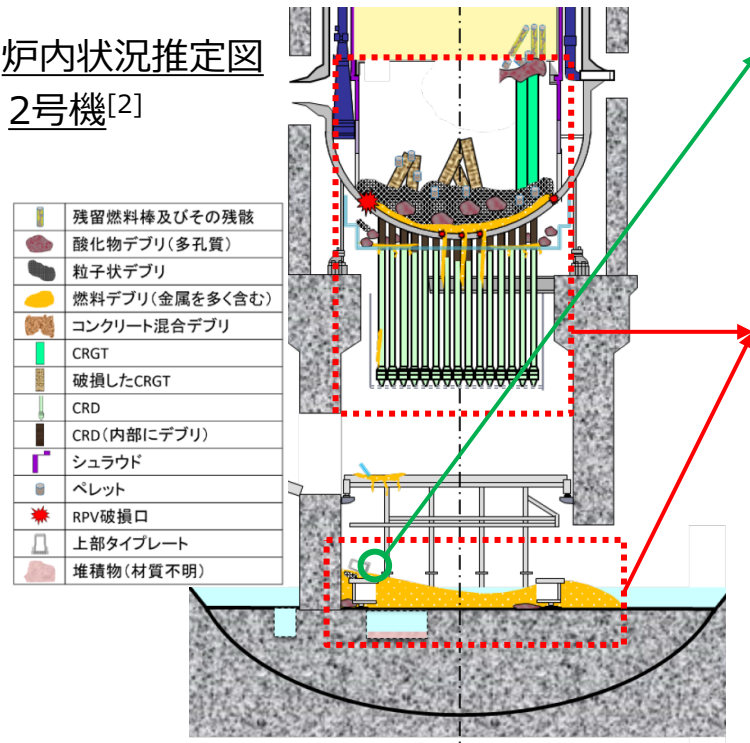 炉内状況推定図
2号機[2]
残留燃料棒及びその残骸
酸化物デブリ(多孔質)
粒子状デブリ
燃料デブリ(金属を多く含む)
コンクリート混合デブリ
CRGT
破損したCRGT
CRD
CRD(内部にデブリ)
シュラウド
ペレット
RPV破損口
上部タイプレート
堆積物(材質不明)